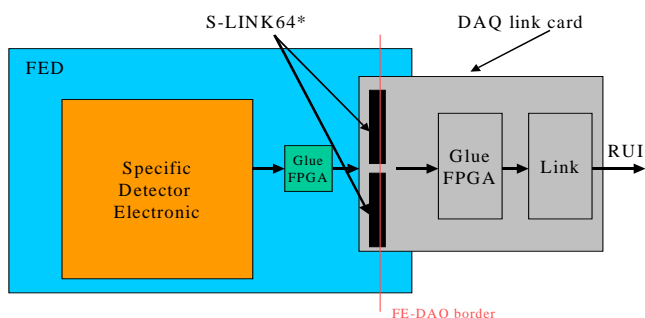 S-LINK64*
DAQ link card
FED
Specific
Detector
Electronic
Glue
FPGA
Glue
FPGA
Link
RUI
FE-DAQ border